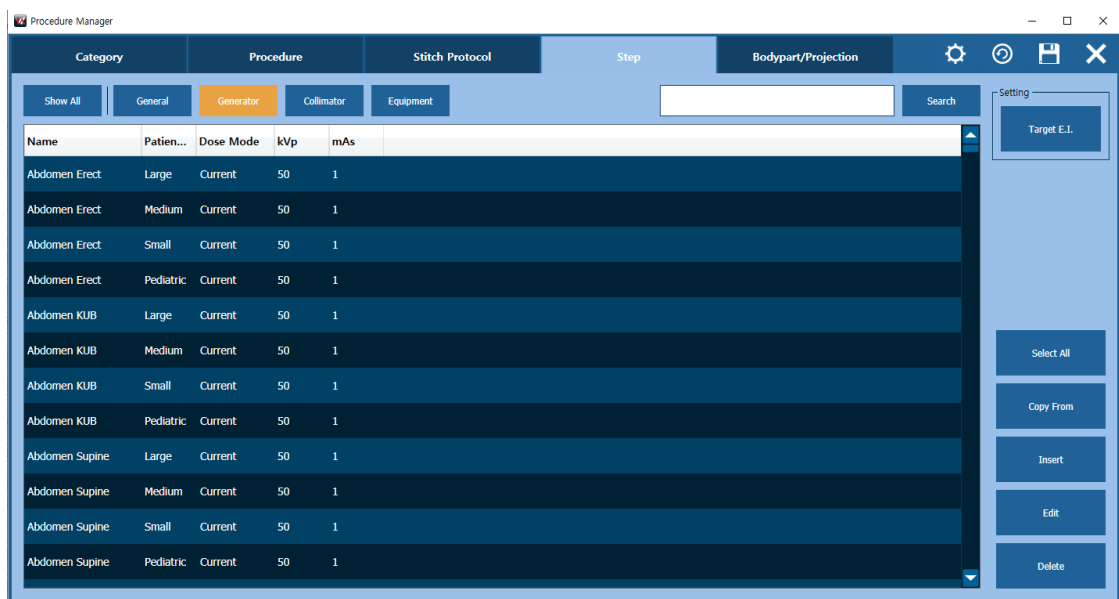 Procedure Manager
Category Procedure Stitch Protocol Step Bodypart/Projection
Show All General Generator Collimator Equipment Search
Setting
Target E.I.
Name Patien... Dose Mode kVp mAs
Abdomen Erect Large Current 50 1
Abdomen Erect Medium Current 50 1
Abdomen Erect Small Current 50 1
Abdomen Erect Pediatric Current 50 1
Abdomen KUB Large Current 50 1
Abdomen KUB Medium Current 50 1
Abdomen KUB Small Current 50 1
Abdomen KUB Pediatric Current 50 1
Abdomen Supine Large Current 50 1
Abdomen Supine Medium Current 50 1
Abdomen Supine Small Current 50 1
Abdomen Supine Pediatric Current 50 1
Select All
Copy From
Insert
Edit
Delete